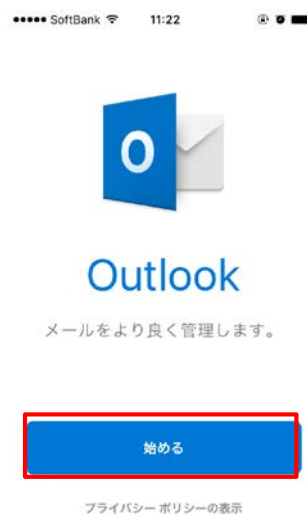 SoftBank 11:22
O
Outlook
メールをより良く管理します。
始める
プライバシー ポリシーの表示